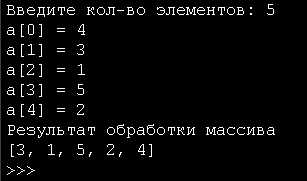 Введите кол-во элементов: 5
a[0] = 4
a[1] = 3
a[2] = 1
a[3] = 5
a[4] = 2
Результат обработки массива
[3, 1, 5, 2, 4]
>>>